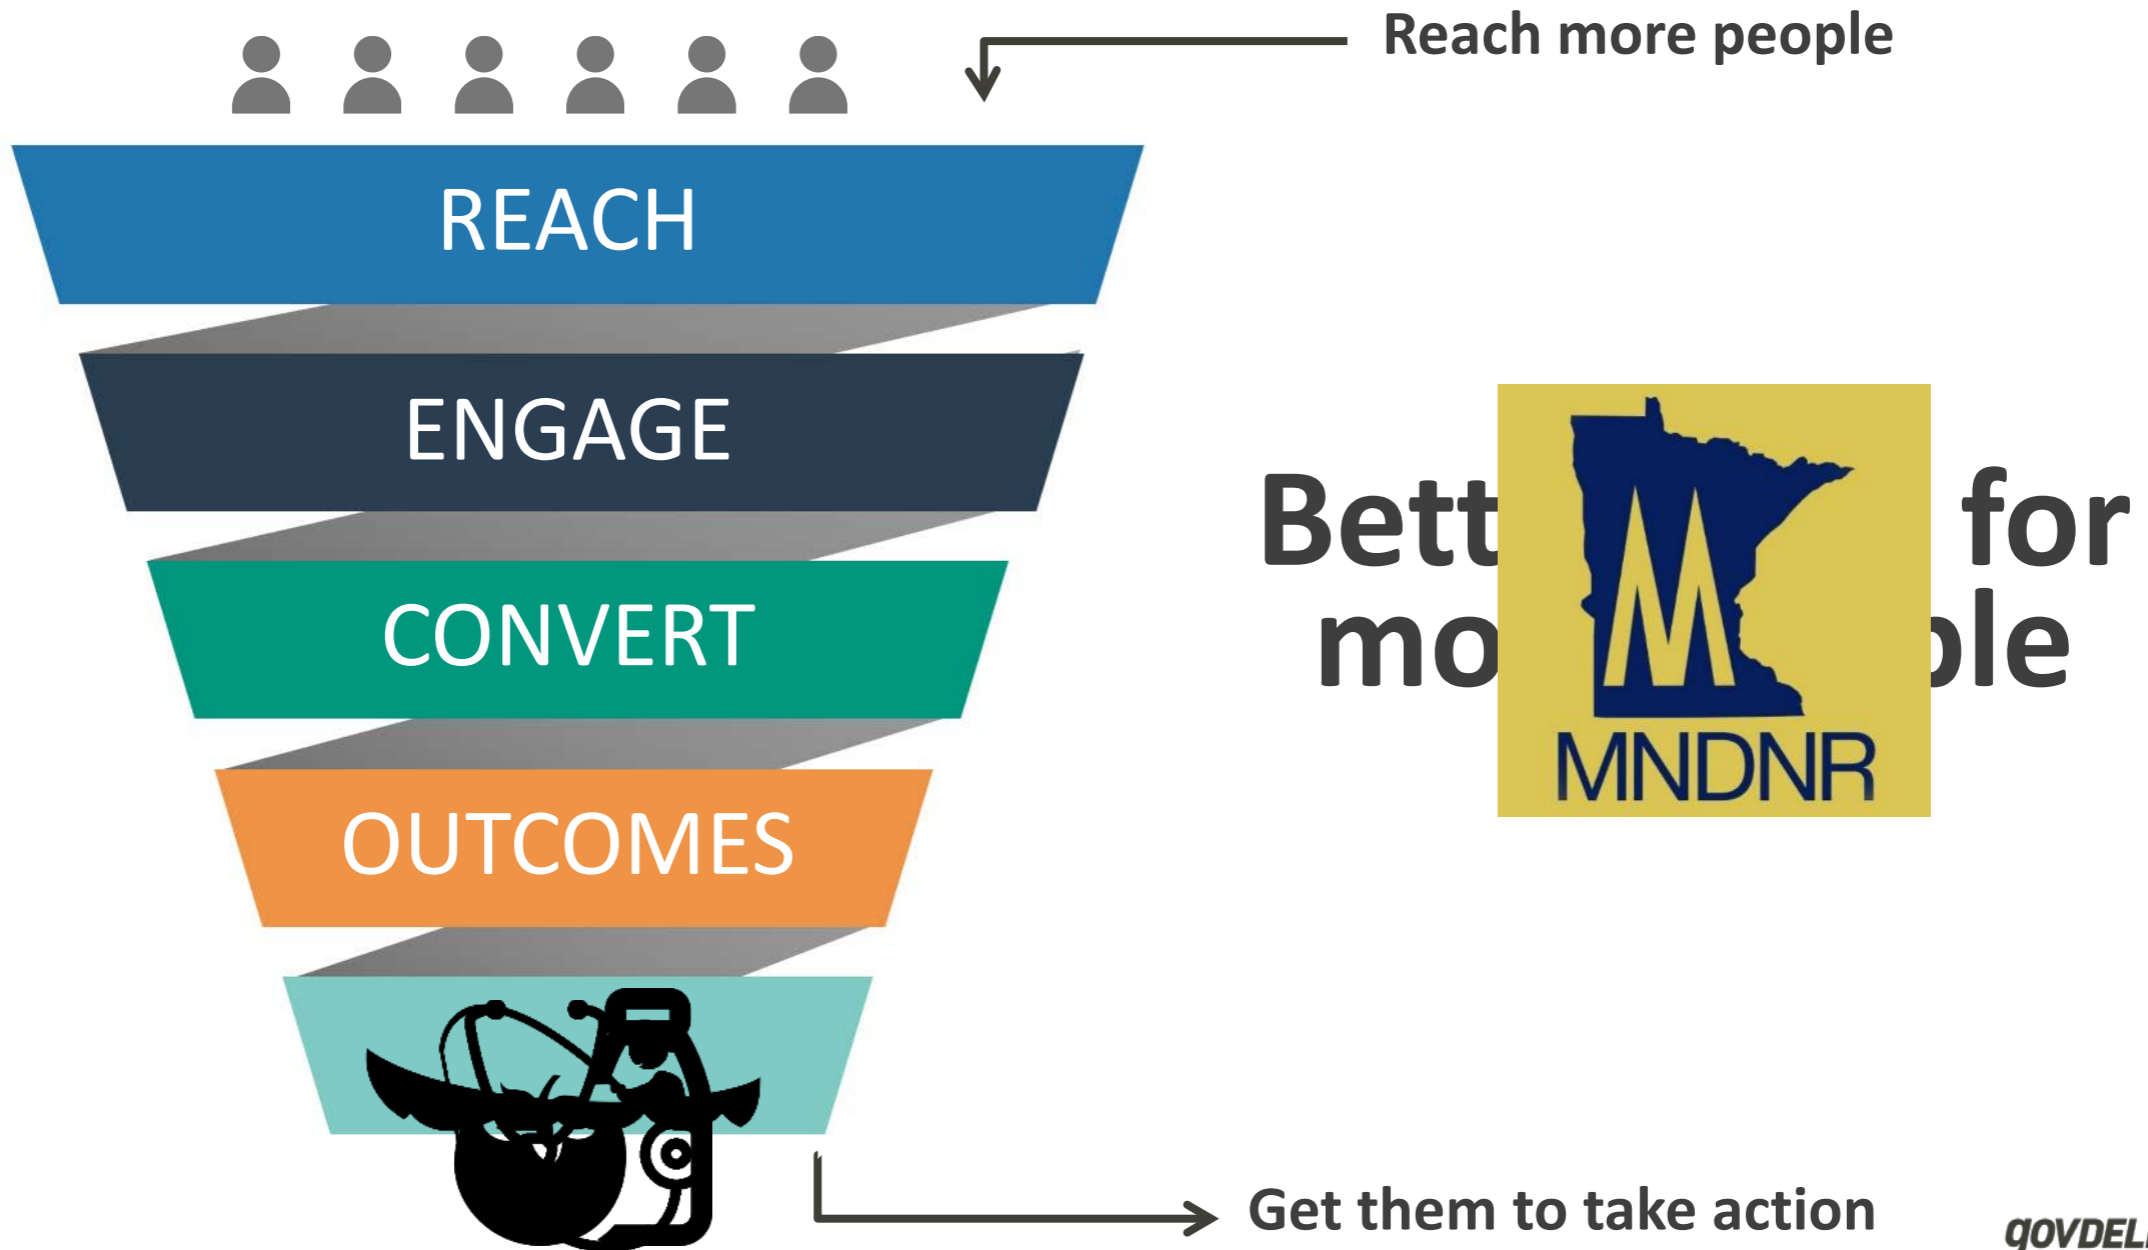 Reach more people
REACH
ENGAGE
Bett for
CONVERT
mo ple
MNDNR
OUTCOMES
Get them to take action
GOVDEL